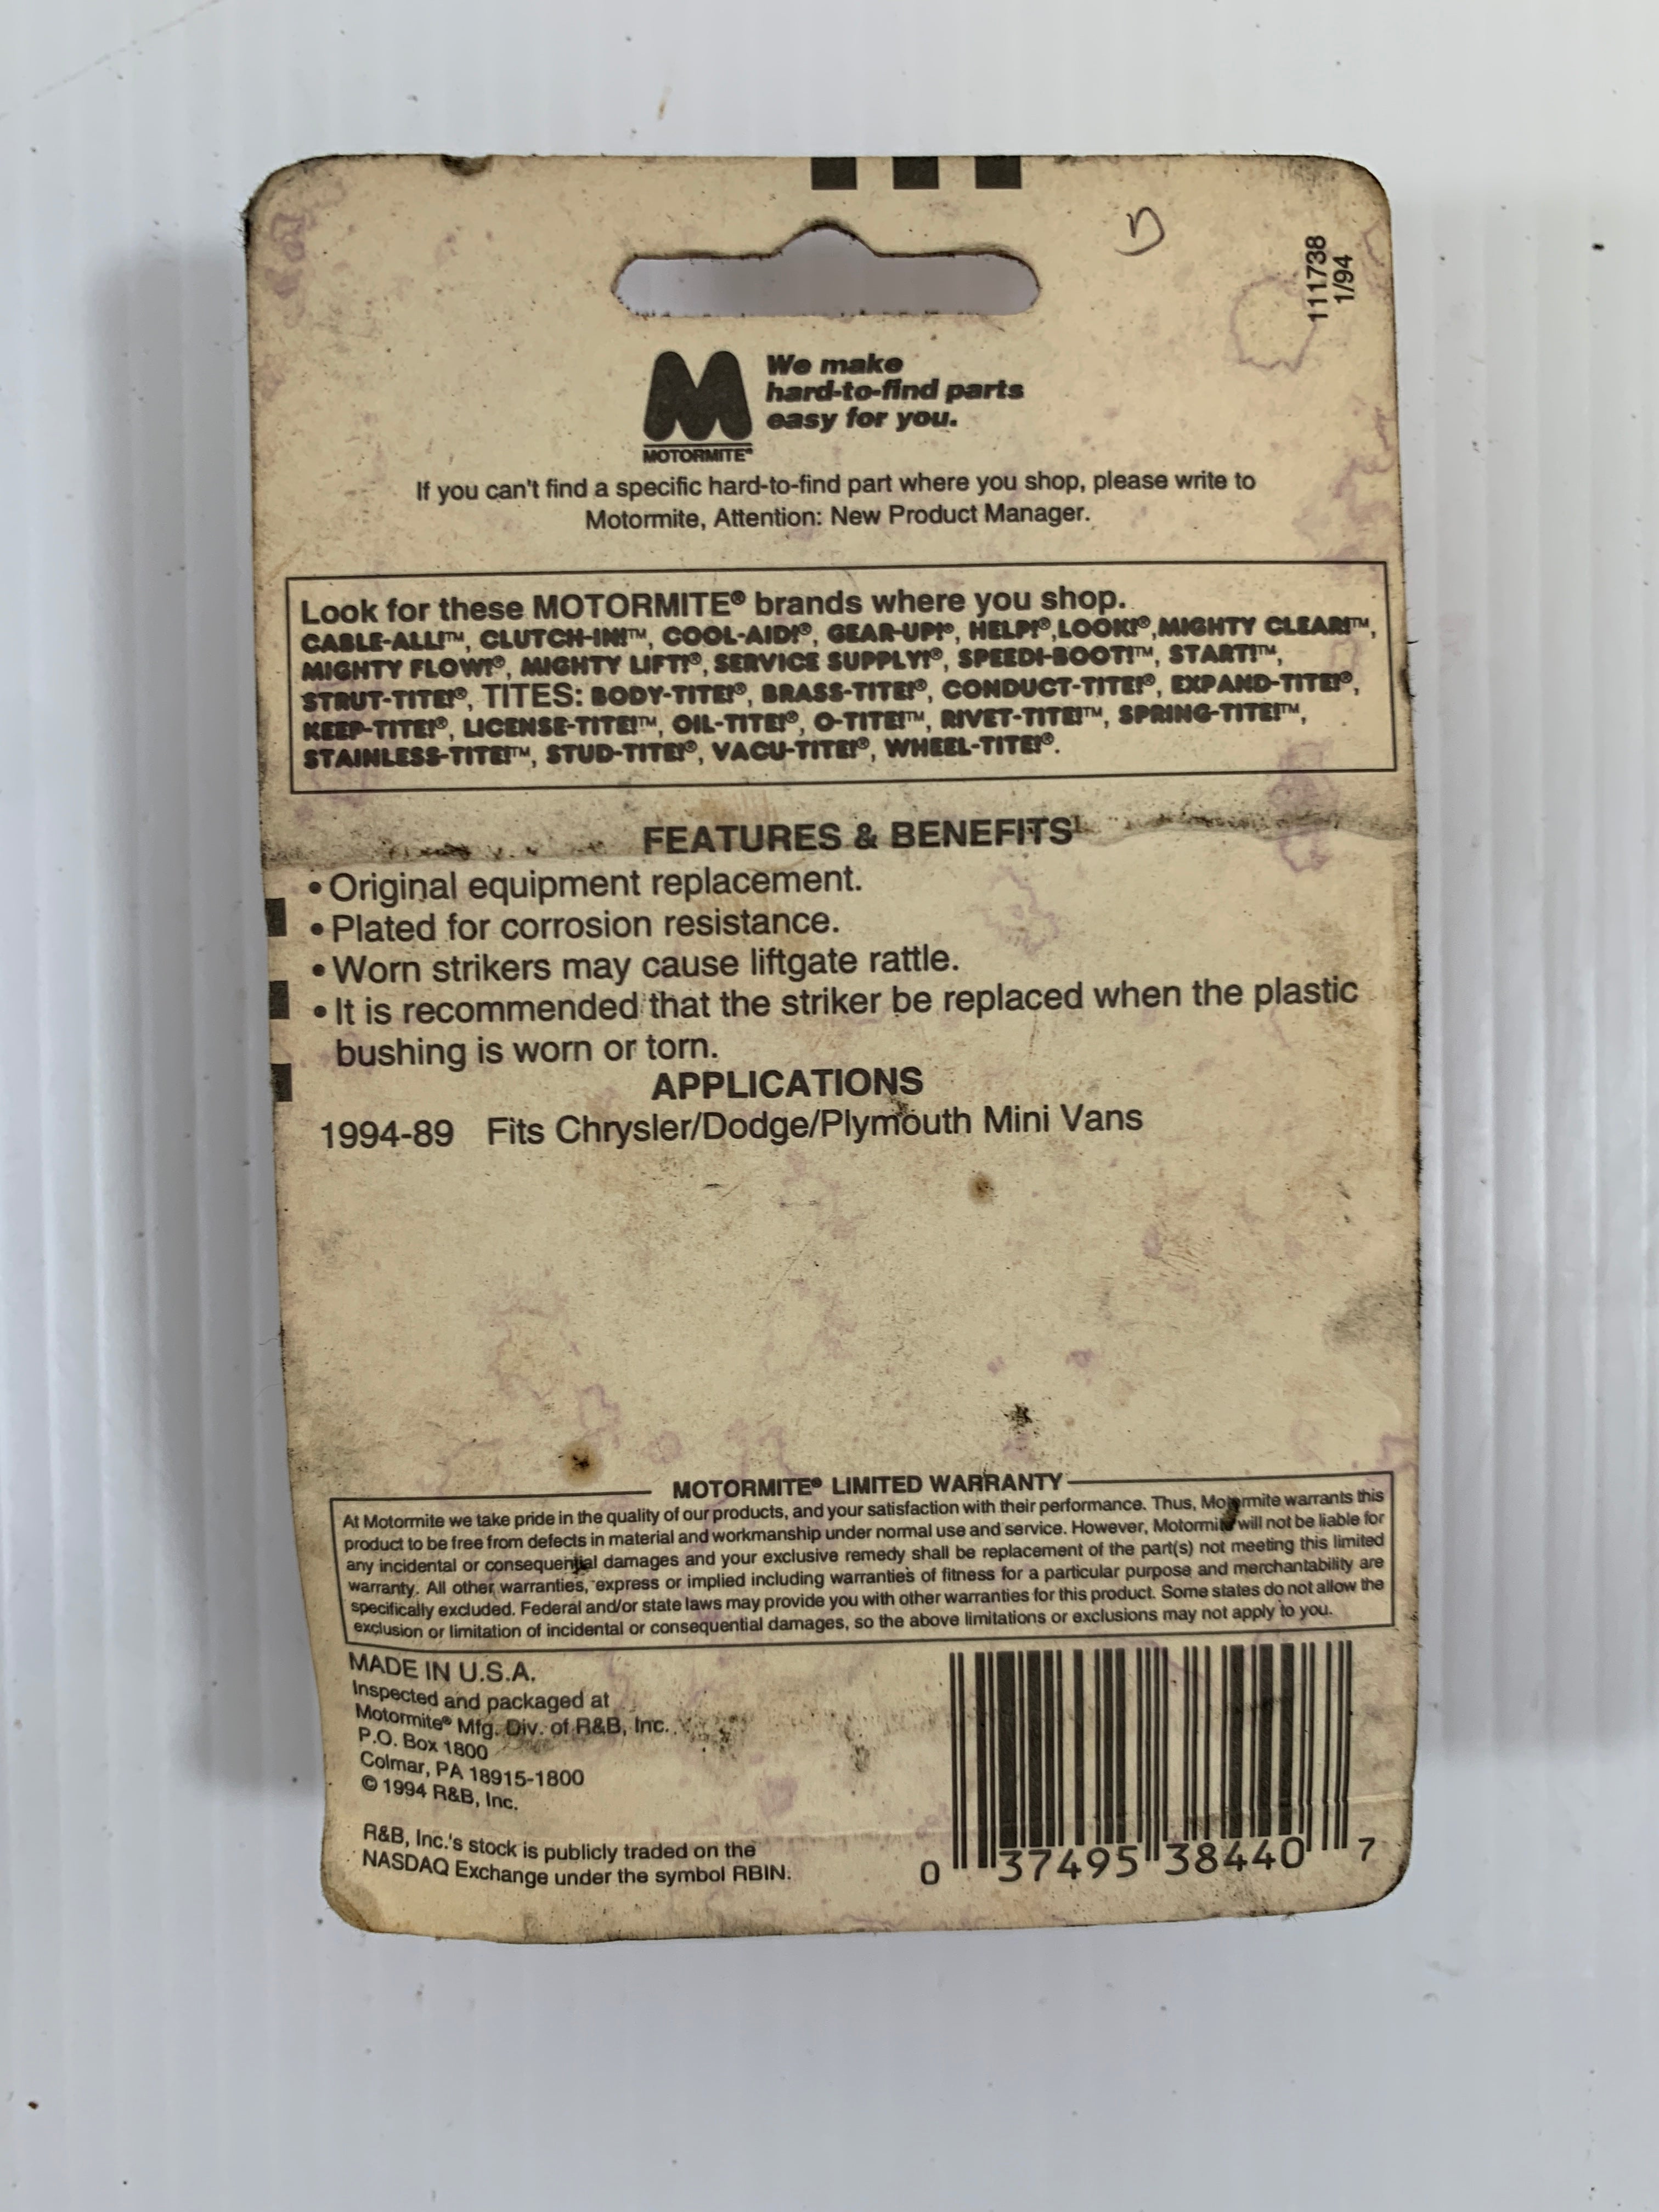 D
111738
1/94
We make
hard-to-find parts
easy for you.
MOTORMITE®
If you can't find a specific hard-to-find part where you shop, please write to
Motormite, Attention: New Product Manager.
Look for these MOTORMITE® brands where you shop.
CABLE-ALL!™, CLUTCH-IN!™, COOL-AID!®, GEAR-UP!®, HELP!®,LOOK!®,MIGHTY CLEAR!™,
MIGHTY FLOW!®, MIGHTY LIFT!®, SERVICE SUPPLY!®, SPEEDI-BOOT!™, START!™,
STRUT-TITE!®, TITES: BODY-TITE!®, BRASS-TITE!®, CONDUCT-TITE!®, EXPAND-TITE!®,
KEEP-TITE!®, LICENSE-TITE!™, OIL-TITE!®, O-TITE!™, RIVET-TITE!™, SPRING-TITE!™,
STAINLESS-TITE!™, STUD-TITE!®, VACU-TITE!®, WHEEL-TITE!®.
FEATURES & BENEFITS
• Original equipment replacement.
• Plated for corrosion resistance.
• Worn strikers may cause liftgate rattle.
• It is recommended that the striker be replaced when the plastic
bushing is worn or torn.
APPLICATIONS
1994-89 Fits Chrysler/Dodge/Plymouth Mini Vans
MOTORMITE® LIMITED WARRANTY
At Motormite we take pride in the quality of our products, and your satisfaction with their performance. Thus, Motormite warrants this
product to be free from defects in material and workmanship under normal use and service. However, Motormite will not be liable for
any incidental or consequential damages and your exclusive remedy shall be replacement of the part(s) not meeting this limited
warranty. All other warranties, express or implied including warranties of fitness for a particular purpose and merchantability are
specifically excluded. Federal and/or state laws may provide you with other warranties for this product. Some states do not allow the
exclusion or limitation of incidental or consequential damages, so the above limitations or exclusions may not apply to you.
MADE IN U.S.A.
Inspected and packaged at
Motormite® Mfg. Div. of R&B, Inc.
P.O. Box 1800
Colmar, PA 18915-1800
© 1994 R&B, Inc.
R&B, Inc.'s stock is publicly traded on the
NASDAQ Exchange under the symbol RBIN.
0 37495 38440 7